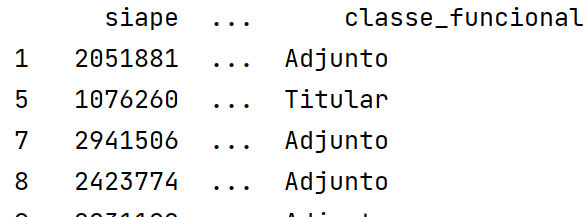 siape ... classe_funcional
1 2051881 ... Adjunto
5 1076260 ... Titular
7 2941506 ... Adjunto
8 2423774 ... Adjunto